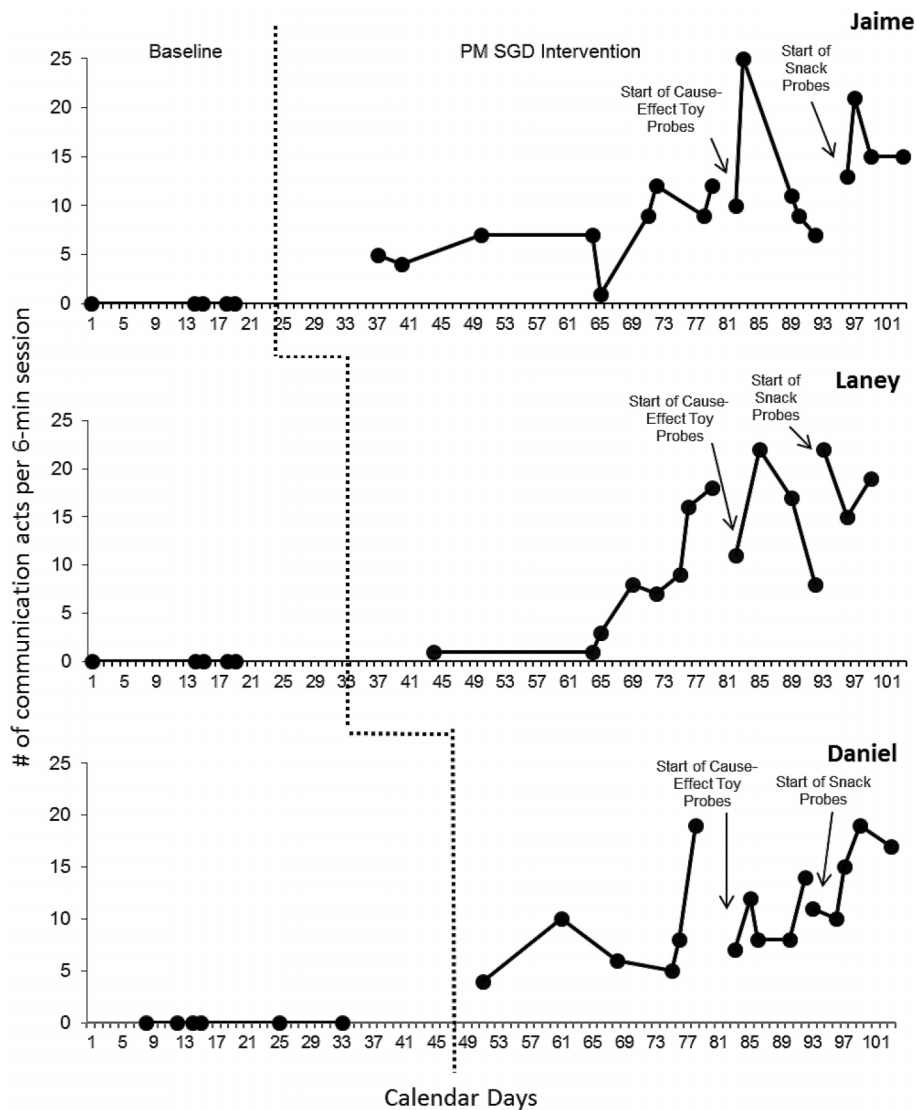 Jaime
Baseline
PM SGD Intervention
Start of Cause-
Effect Toy
Probes
Start of
Snack
Probes
25
20
15
10
5
0
1 5 9 13 17 21 25 29 33 37 41 45 49 53 57 61 65 69 73 77 81 85 89 93 97 101
Laney
Start of Cause-
Effect Toy
Probes
Start of
Snack
Probes
25
20
15
10
5
0
1 5 9 13 17 21 25 29 33 37 41 45 49 53 57 61 65 69 73 77 81 85 89 93 97 101
Daniel
Start of Cause-
Effect Toy
Probes
Start of Snack
Probes
25
20
15
10
5
0
1 5 9 13 17 21 25 29 33 37 41 45 49 53 57 61 65 69 73 77 81 85 89 93 97 101
# of communication acts per 6-min session
Calendar Days